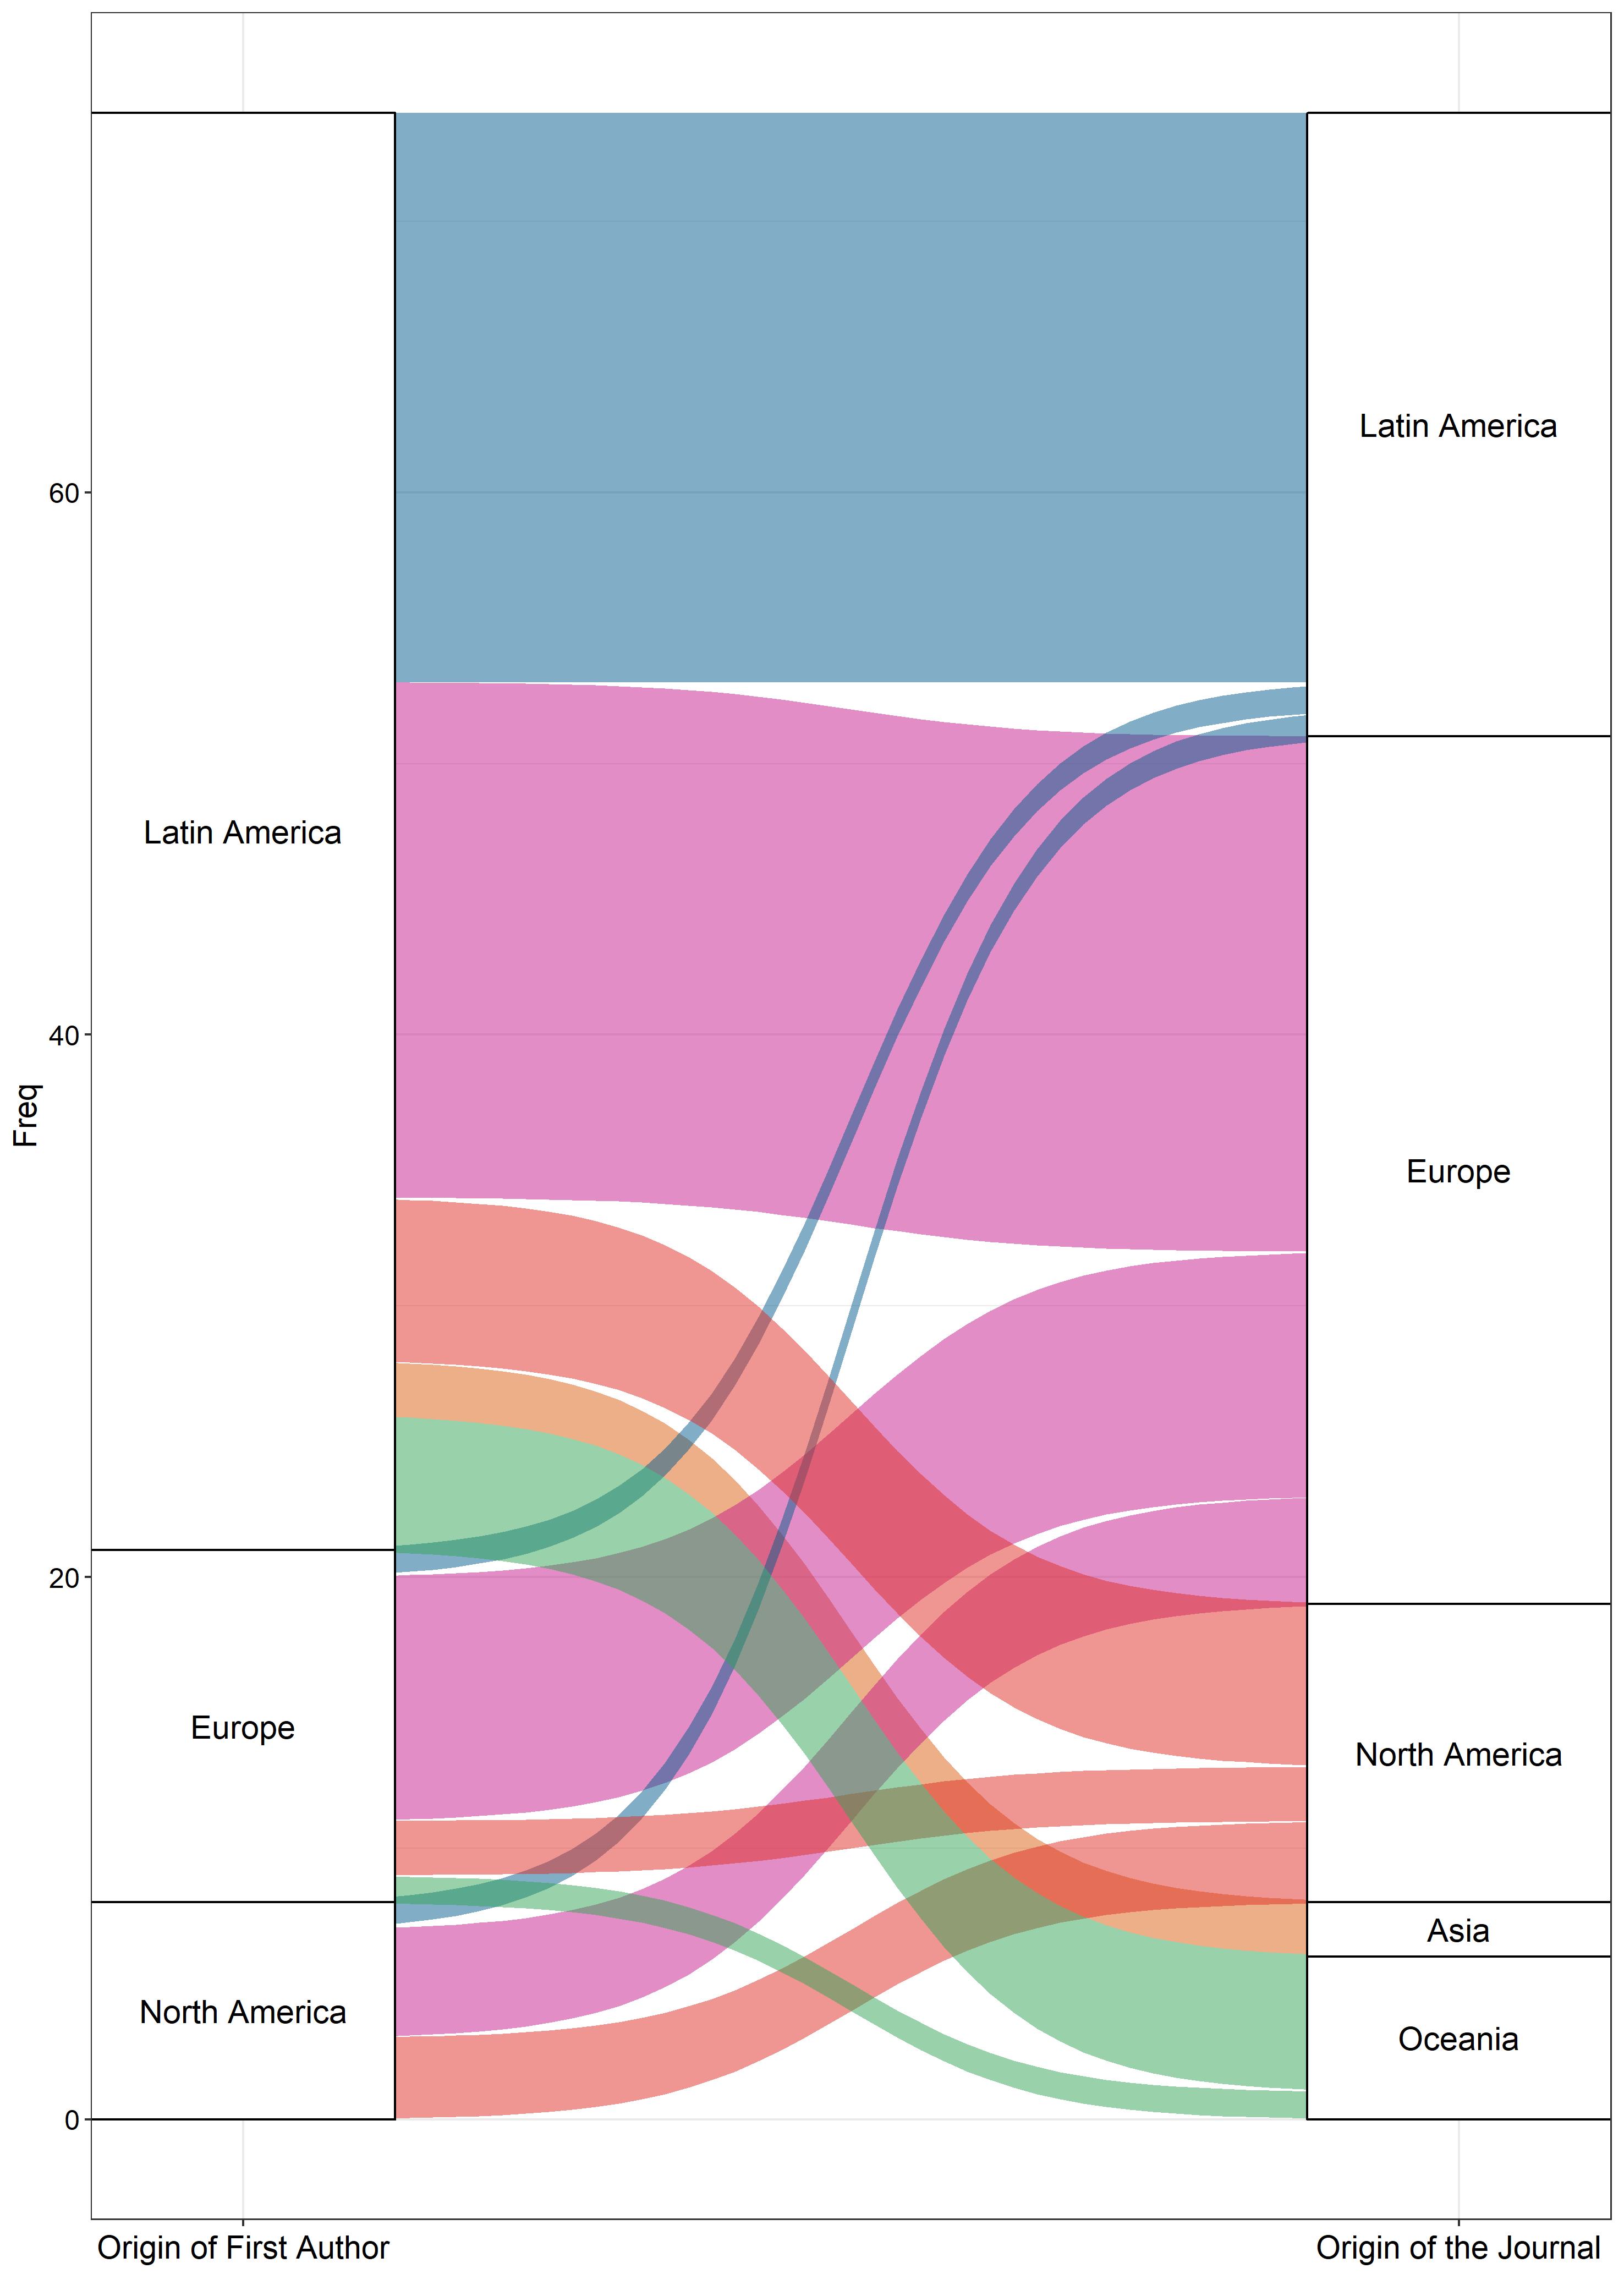 Freq
60
40
20
0
Latin America
Europe
North America
Latin America
Europe
North America
Asia
Oceania
Origin of First Author
Origin of the Journal